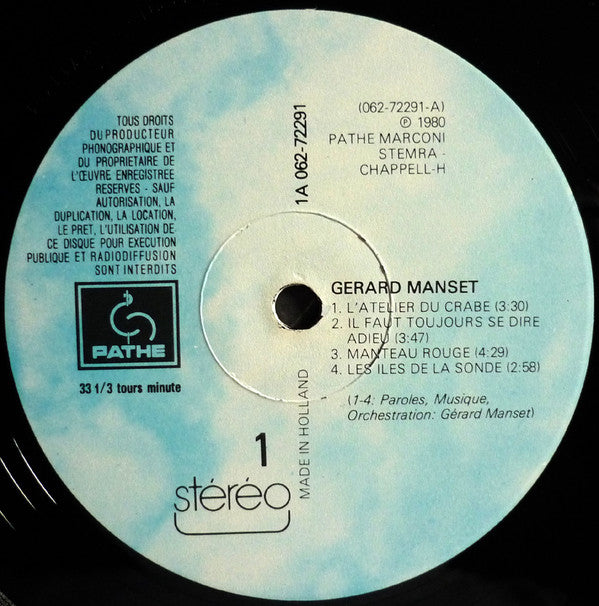 TOUS DROITS
DU PRODUCTEUR
PHONOGRAPHIQUE ET
DU PROPRIETAIRE DE
L'ŒUVRE ENREGISTREE
RESERVES - SAUF
AUTORISATION, LA
DUPLICATION, LA LOCATION,
LE PRET, L'UTILISATION DE
CE DISQUE POUR EXECUTION
PUBLIQUE ET RADIODIFFUSION
SONT INTERDITS
PATHE
33 1/3 tours minute
1
stéréo
1A 062-72291
MADE IN HOLLAND
(062-72291-A)
Ⓟ 1980
PATHE MARCONI
STEMRA -
CHAPPELL-H
GERARD MANSET
1. L'ATELIER DU CRABE (3:30)
2. IL FAUT TOUJOURS SE DIRE
ADIEU (3:47)
3. MANTEAU ROUGE (4:29)
4. LES ILES DE LA SONDE (2:58)
(1-4: Paroles, Musique,
Orchestration: Gérard Manset)